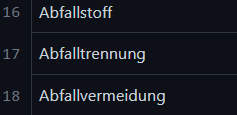 16 Abfallstoff
17 Abfalltrennung
18 Abfallvermeidung